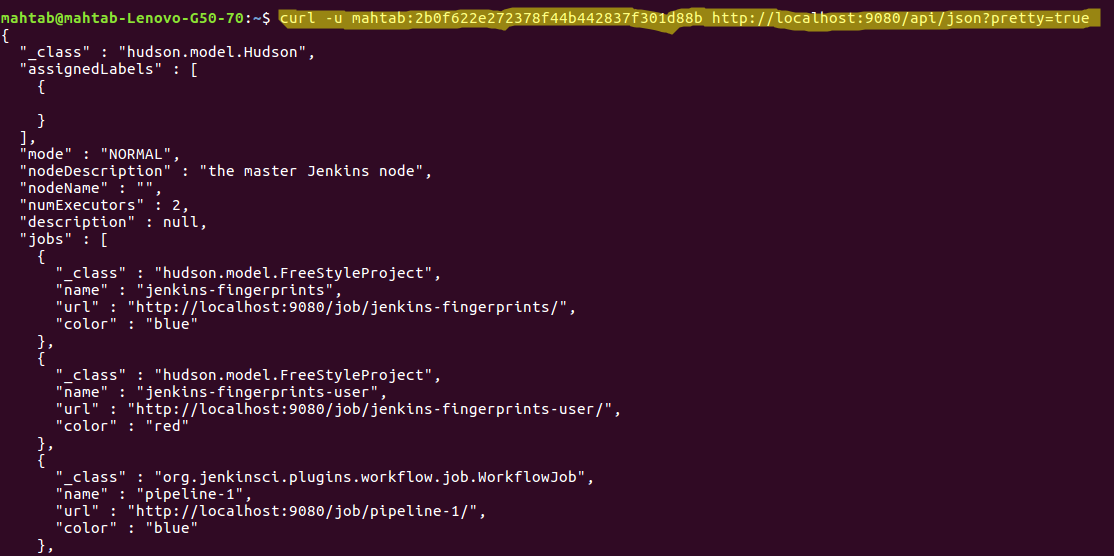 mahtab@mahtab-Lenovo-G50-70:~$ curl -u mahtab:2b0f622e272378f44b442837f301d88b http://localhost:9080/api/json?pretty=true
{
  "_class" : "hudson.model.Hudson",
  "assignedLabels" : [
    {

    }
  ],
  "mode" : "NORMAL",
  "nodeDescription" : "the master Jenkins node",
  "nodeName" : "",
  "numExecutors" : 2,
  "description" : null,
  "jobs" : [
    {
      "_class" : "hudson.model.FreeStyleProject",
      "name" : "jenkins-fingerprints",
      "url" : "http://localhost:9080/job/jenkins-fingerprints/",
      "color" : "blue"
    },
    {
      "_class" : "hudson.model.FreeStyleProject",
      "name" : "jenkins-fingerprints-user",
      "url" : "http://localhost:9080/job/jenkins-fingerprints-user/",
      "color" : "red"
    },
    {
      "_class" : "org.jenkinsci.plugins.workflow.job.WorkflowJob",
      "name" : "pipeline-1",
      "url" : "http://localhost:9080/job/pipeline-1/",
      "color" : "blue"
    },